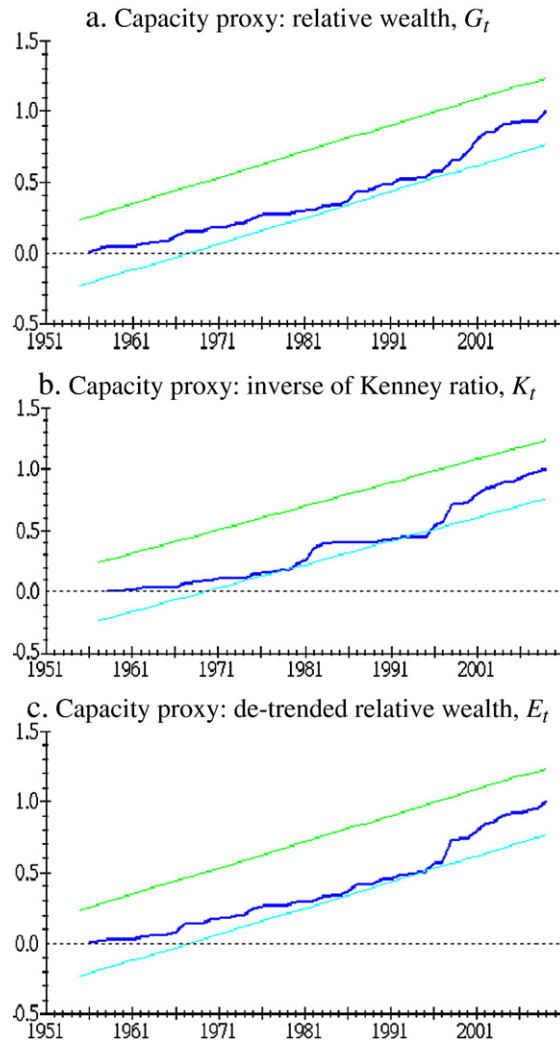 a. Capacity proxy: relative wealth, Gt
1.5
1.0
0.5
0.0
-0.5
1951 1961 1971 1981 1991 2001
b. Capacity proxy: inverse of Kenney ratio, Kt
1.5
1.0
0.5
0.0
-0.5
1951 1961 1971 1981 1991 2001
c. Capacity proxy: de-trended relative wealth, Et
1.5
1.0
0.5
0.0
-0.5
1951 1961 1971 1981 1991 2001